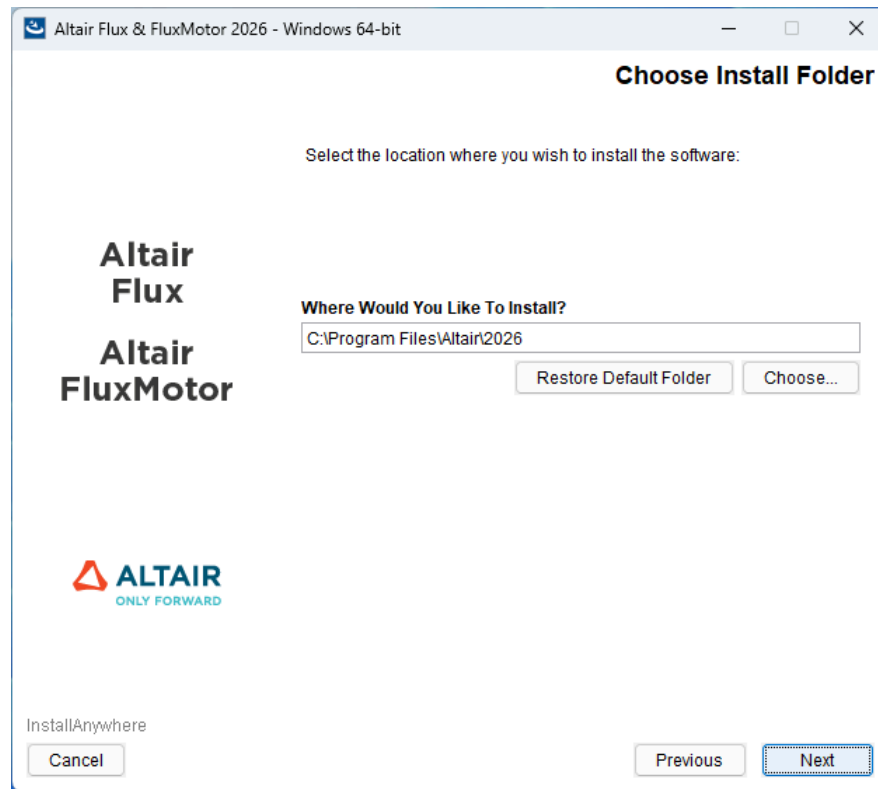 Altair Flux & FluxMotor 2026 - Windows 64-bit
Choose Install Folder
Select the location where you wish to install the software:
Altair
Flux
Altair
FluxMotor
Where Would You Like To Install?
C:\Program Files\Altair\2026
Restore Default Folder
Choose...
ALTAIR
ONLY FORWARD
InstallAnywhere
Cancel
Previous
Next